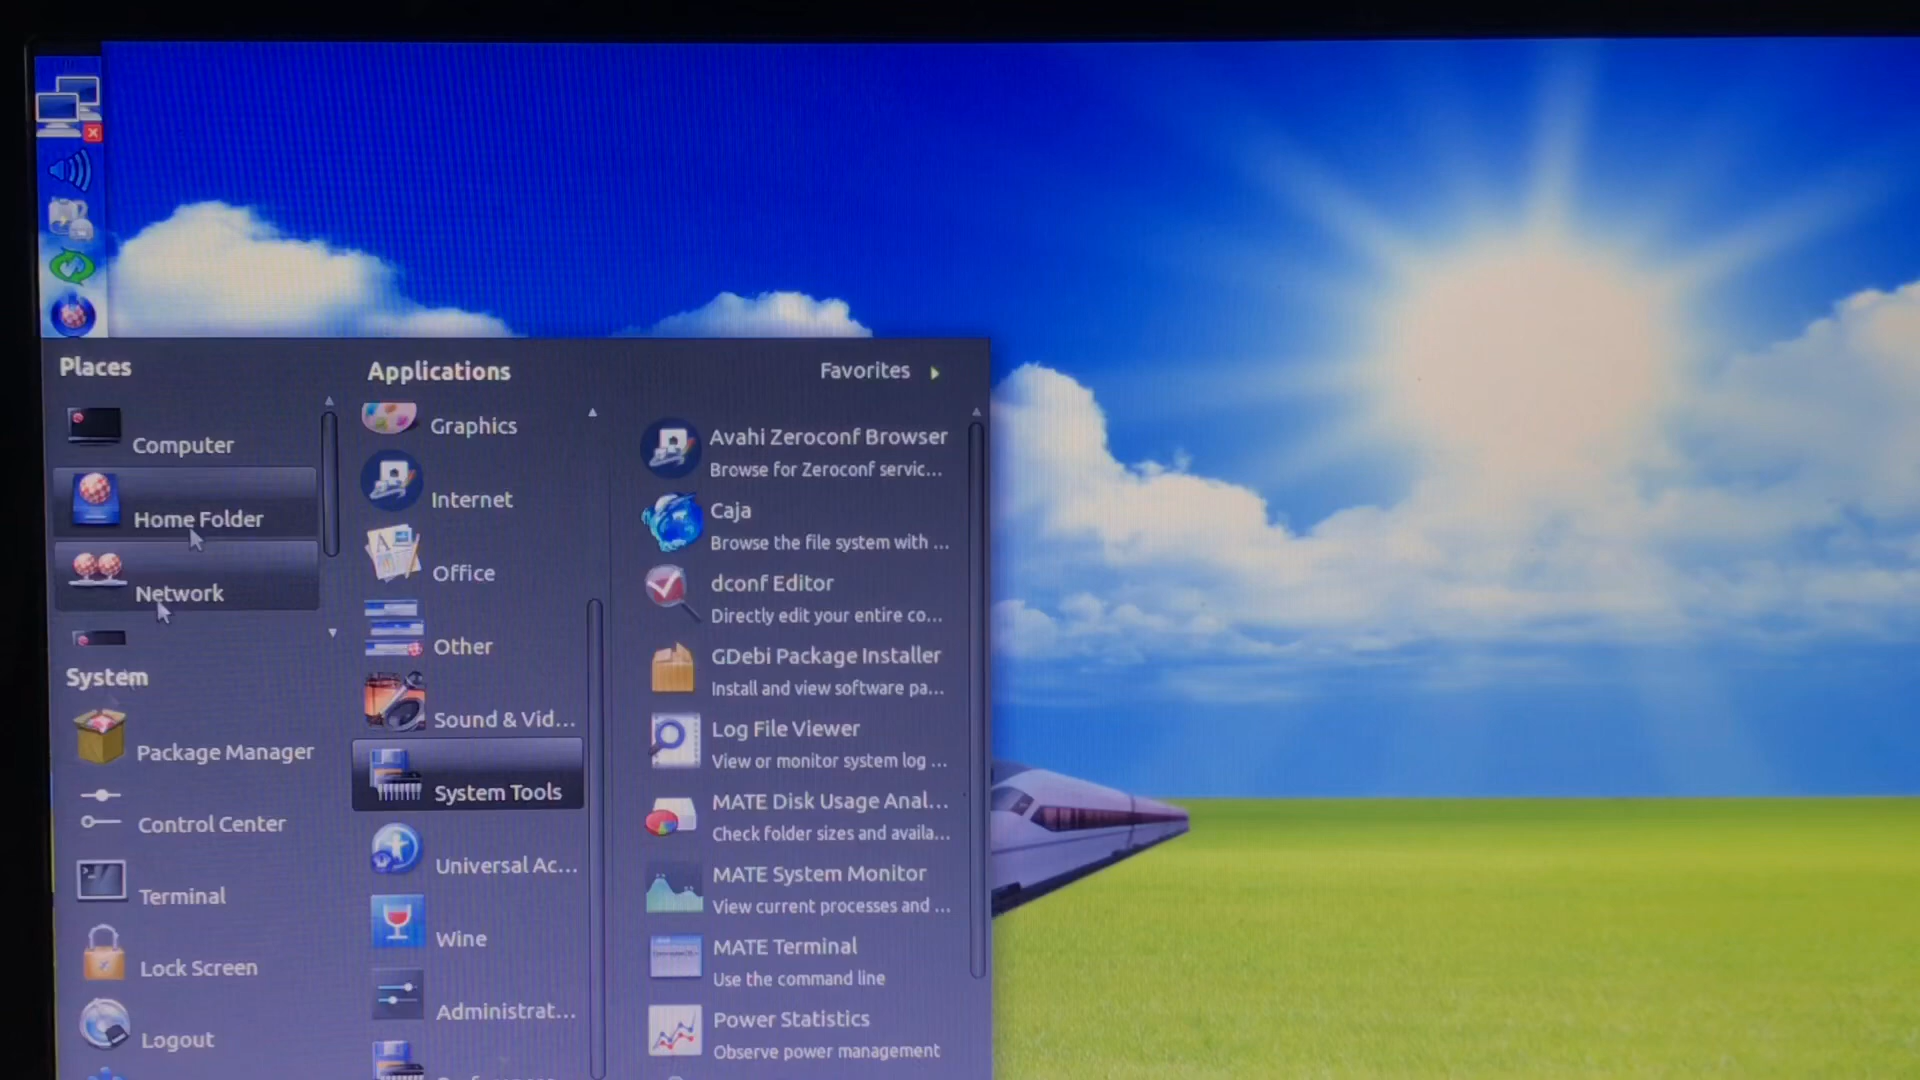 Places
Computer
Home Folder
Network
System
Package Manager
Control Center
Terminal
Lock Screen
Logout
Applications
Graphics
Internet
Office
Other
Sound & Vid...
System Tools
Universal Ac...
Wine
Administrat...
Favorites
Avahi Zeroconf Browser
Browse for Zeroconf servic...
Caja
Browse the file system with ...
dconf Editor
Directly edit your entire co...
GDebi Package Installer
Install and view software pa...
Log File Viewer
View or monitor system log ...
MATE Disk Usage Anal...
Check folder sizes and availa...
MATE System Monitor
View current processes and ...
MATE Terminal
Use the command line
Power Statistics
Observe power management